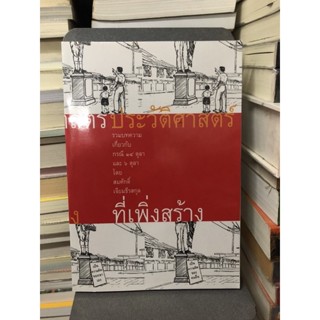 ประวัติศาสตร์
รวมบทความ
เกี่ยวกับ
กรณี ๑๔ ตุลา
และ ๖ ตุลา
โดย
สมศักดิ์
เจียมธีรสกุล
ที่เพิ่งสร้าง